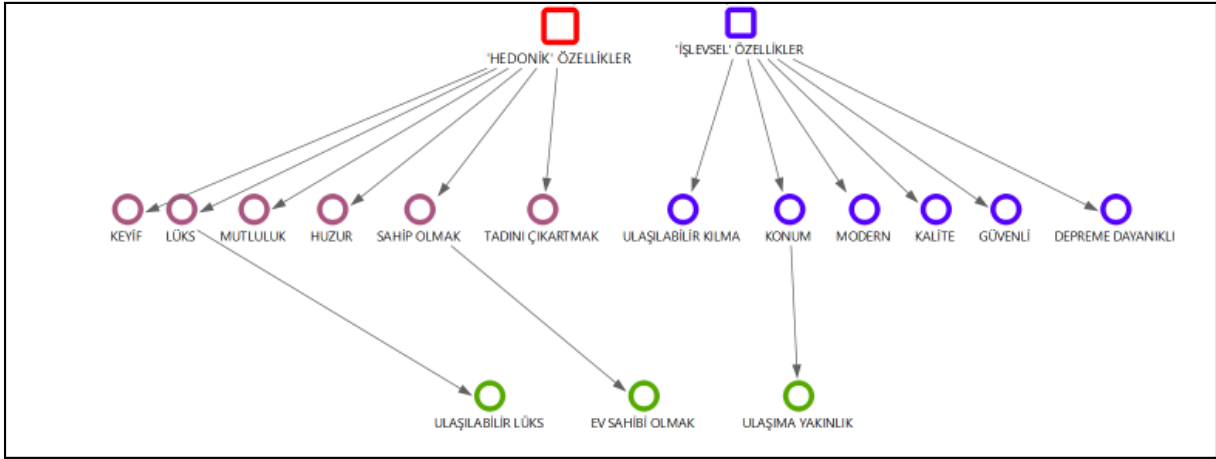 "HEDONİK" ÖZELLİKLER
'İŞLEVSEL' ÖZELLİKLER
KEYİF
LÜKS
MUTLULUK
HUZUR
SAHİP OLMAK
TADINI ÇIKARTMAK
ULAŞILABİLİR KILMA
KONUM
MODERN
KALİTE
GÜVENLİ
DEPREME DAYANIKLI
ULAŞILABİLİR LÜKS
EV SAHİBİ OLMAK
ULAŞIMA YAKINLIK